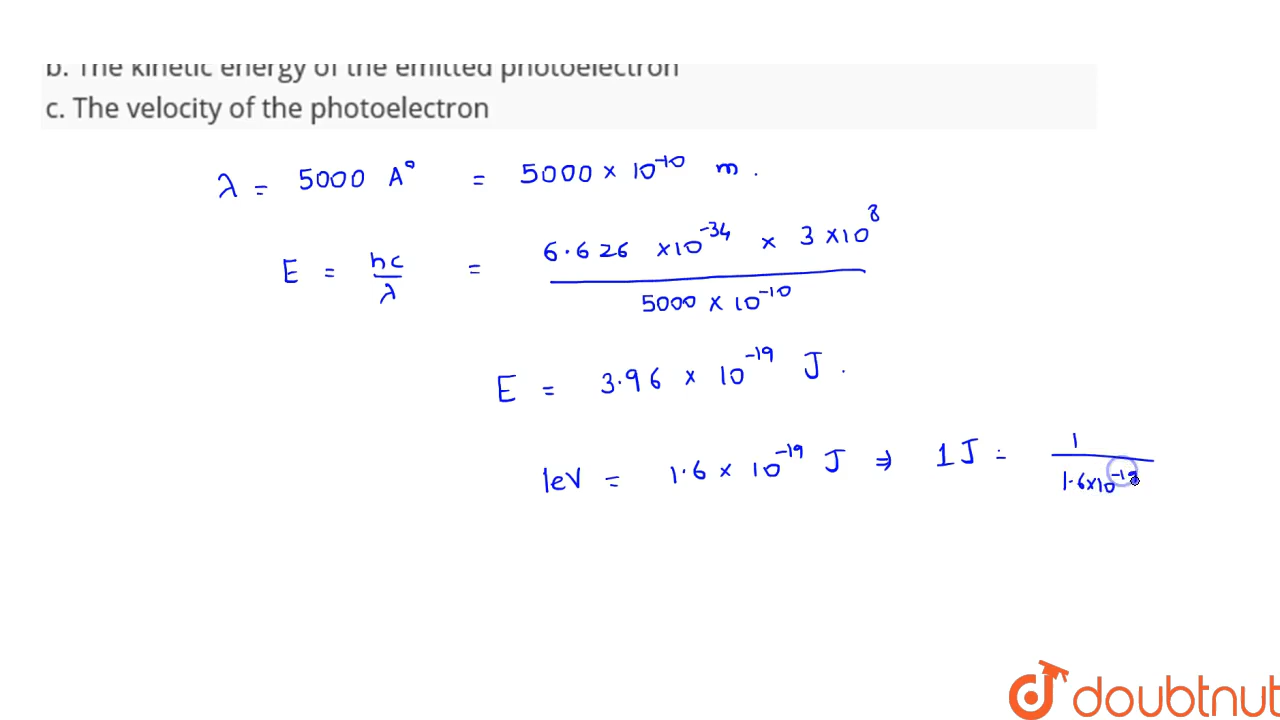 b. The kinetic energy of the emitted photoelectron
c. The velocity of the photoelectron
λ = 5000 A° = 5000 × 10⁻¹⁰ m .
E = hc/λ = 6.626 × 10⁻³⁴ × 3 × 10⁸ / 5000 × 10⁻¹⁰
E = 3.96 × 10⁻¹⁹ J .
1eV = 1.6 × 10⁻¹⁹ J ⇒ 1 J = 1 / 1.6×10⁻¹⁹
doubtnut